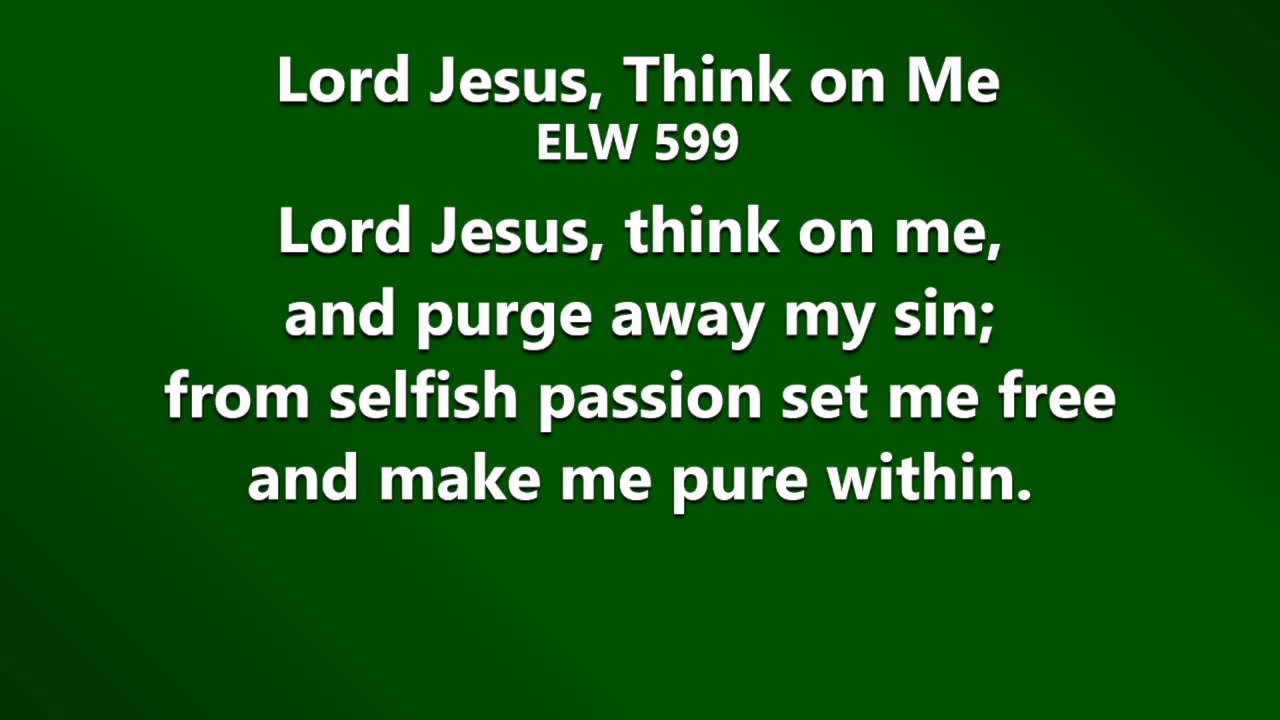 Lord Jesus, Think on Me
ELW 599
Lord Jesus, think on me,
and purge away my sin;
from selfish passion set me free
and make me pure within.